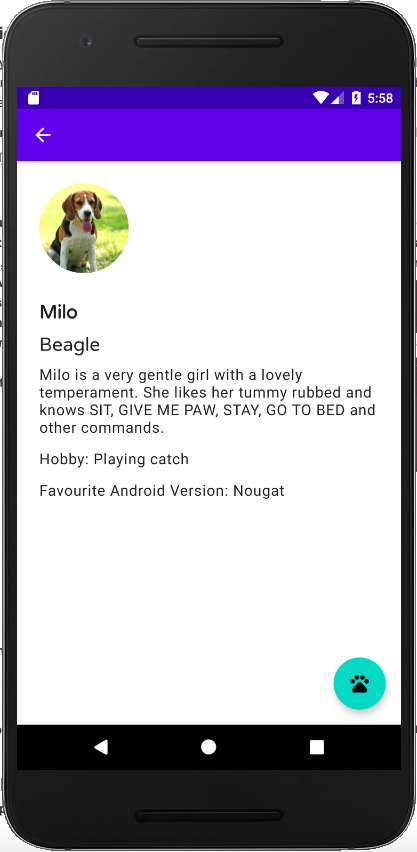 5:58
Milo
Beagle
Milo is a very gentle girl with a lovely
temperament. She likes her tummy rubbed and
knows SIT, GIVE ME PAW, STAY, GO TO BED and
other commands.
Hobby: Playing catch
Favourite Android Version: Nougat